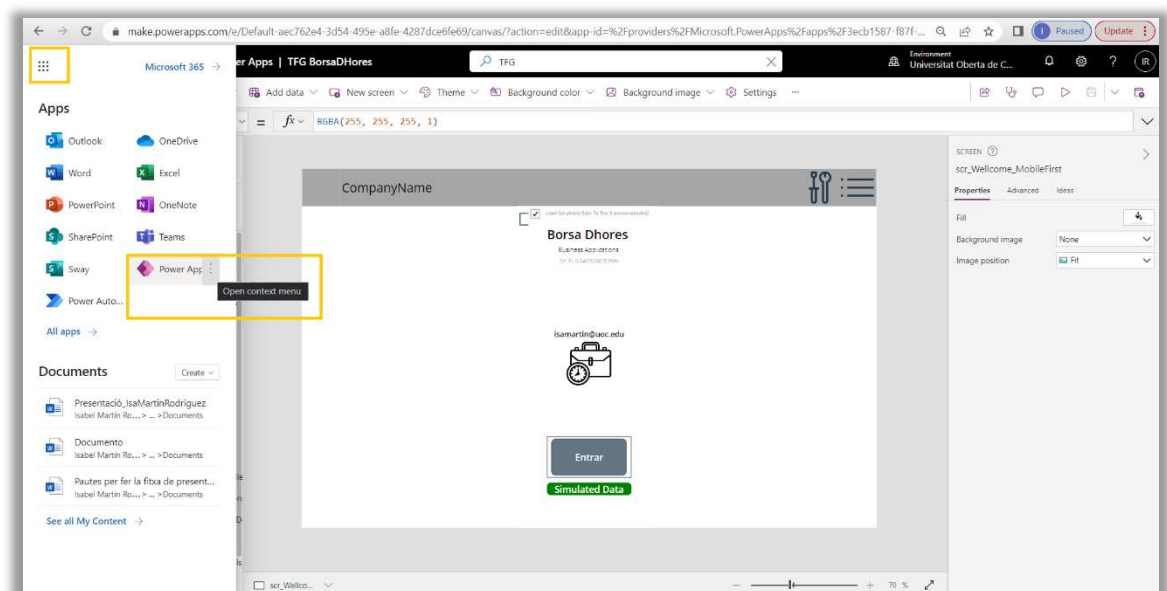 make.powerapps.com/e/Default-aec762e4-3d54-495e-a8fe-4287dce6fe69/canvas/?action=edit&app-id=%2Fproviders%2FMicrosoft.PowerApps%2Fapps%2F3ecb1587-f87f-...
Paused
Update
Microsoft 365
er Apps | TFG BorsaDHores
TFG
Environment
Universitat Oberta de C...
IR
Add data
New screen
Theme
Background color
Background image
Settings
...
= fx RGBA(255, 255, 255, 1)
Apps
Outlook
OneDrive
Word
Excel
PowerPoint
OneNote
SharePoint
Teams
Sway
Power App
Open context menu
Power Auto...
All apps
Documents
Create
Presentació_IsaMartínRodríguez
Isabel Martín Ro... > ... >Documents
Documento
Isabel Martín Ro... > ... >Documents
Pautes per fer la fitxa de present...
Isabel Martín Ro... > ... >Documents
See all My Content
CompanyName
Borsa Dhores
Business Applications
isamartin@uoc.edu
Entrar
Simulated Data
SCREEN
scr_Wellcome_MobileFirst
Properties
Advanced
Ideas
Fill
Background image
None
Image position
Fit
scr_Wellco...
70 %